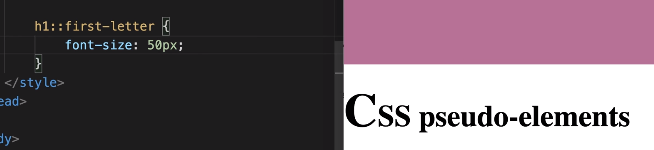 h1::first-letter {
font-size: 50px;
}
</style>
ead>
dy>
CSS pseudo-elements